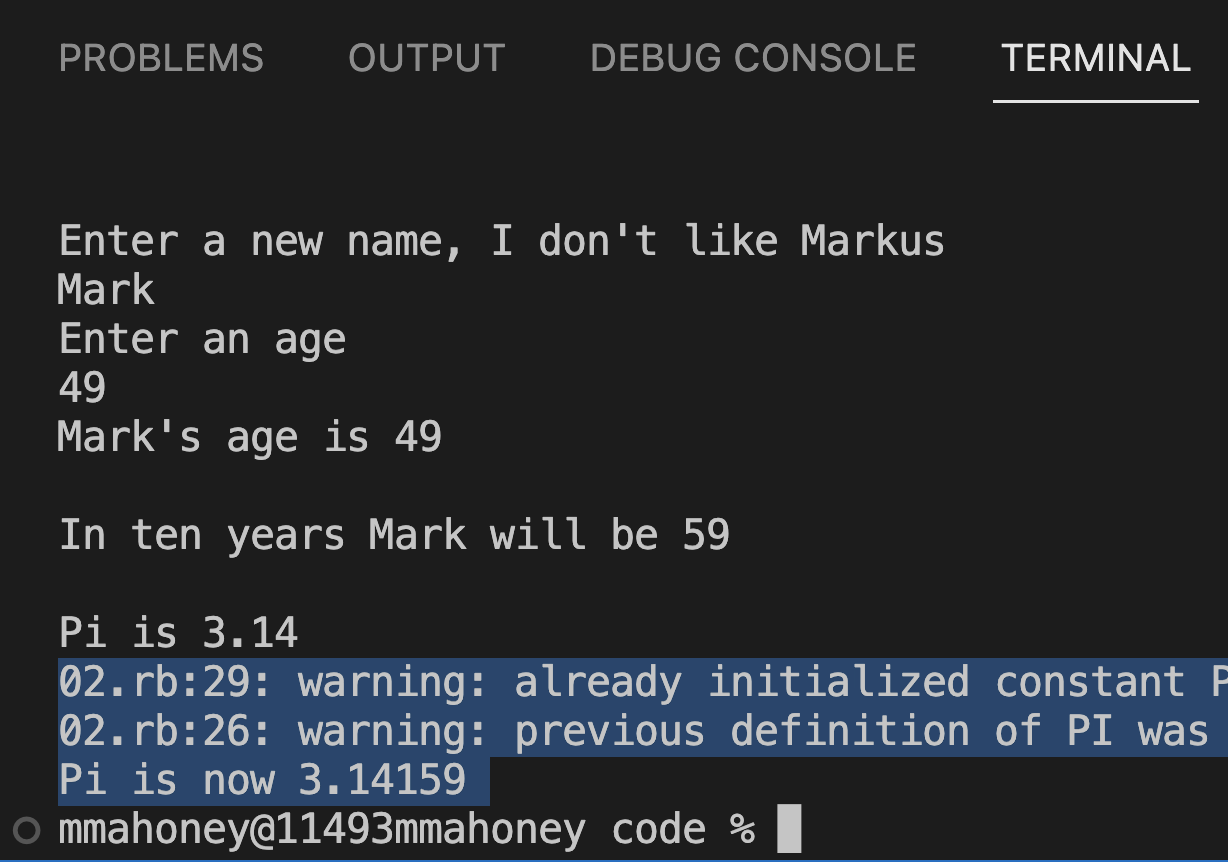 PROBLEMS OUTPUT DEBUG CONSOLE TERMINAL
Enter a new name, I don't like Markus
Mark
Enter an age
49
Mark's age is 49
In ten years Mark will be 59
Pi is 3.14
02.rb:29: warning: already initialized constant
02.rb:26: warning: previous definition of PI was
Pi is now 3.14159
mmahoney@11493mmahoney code %